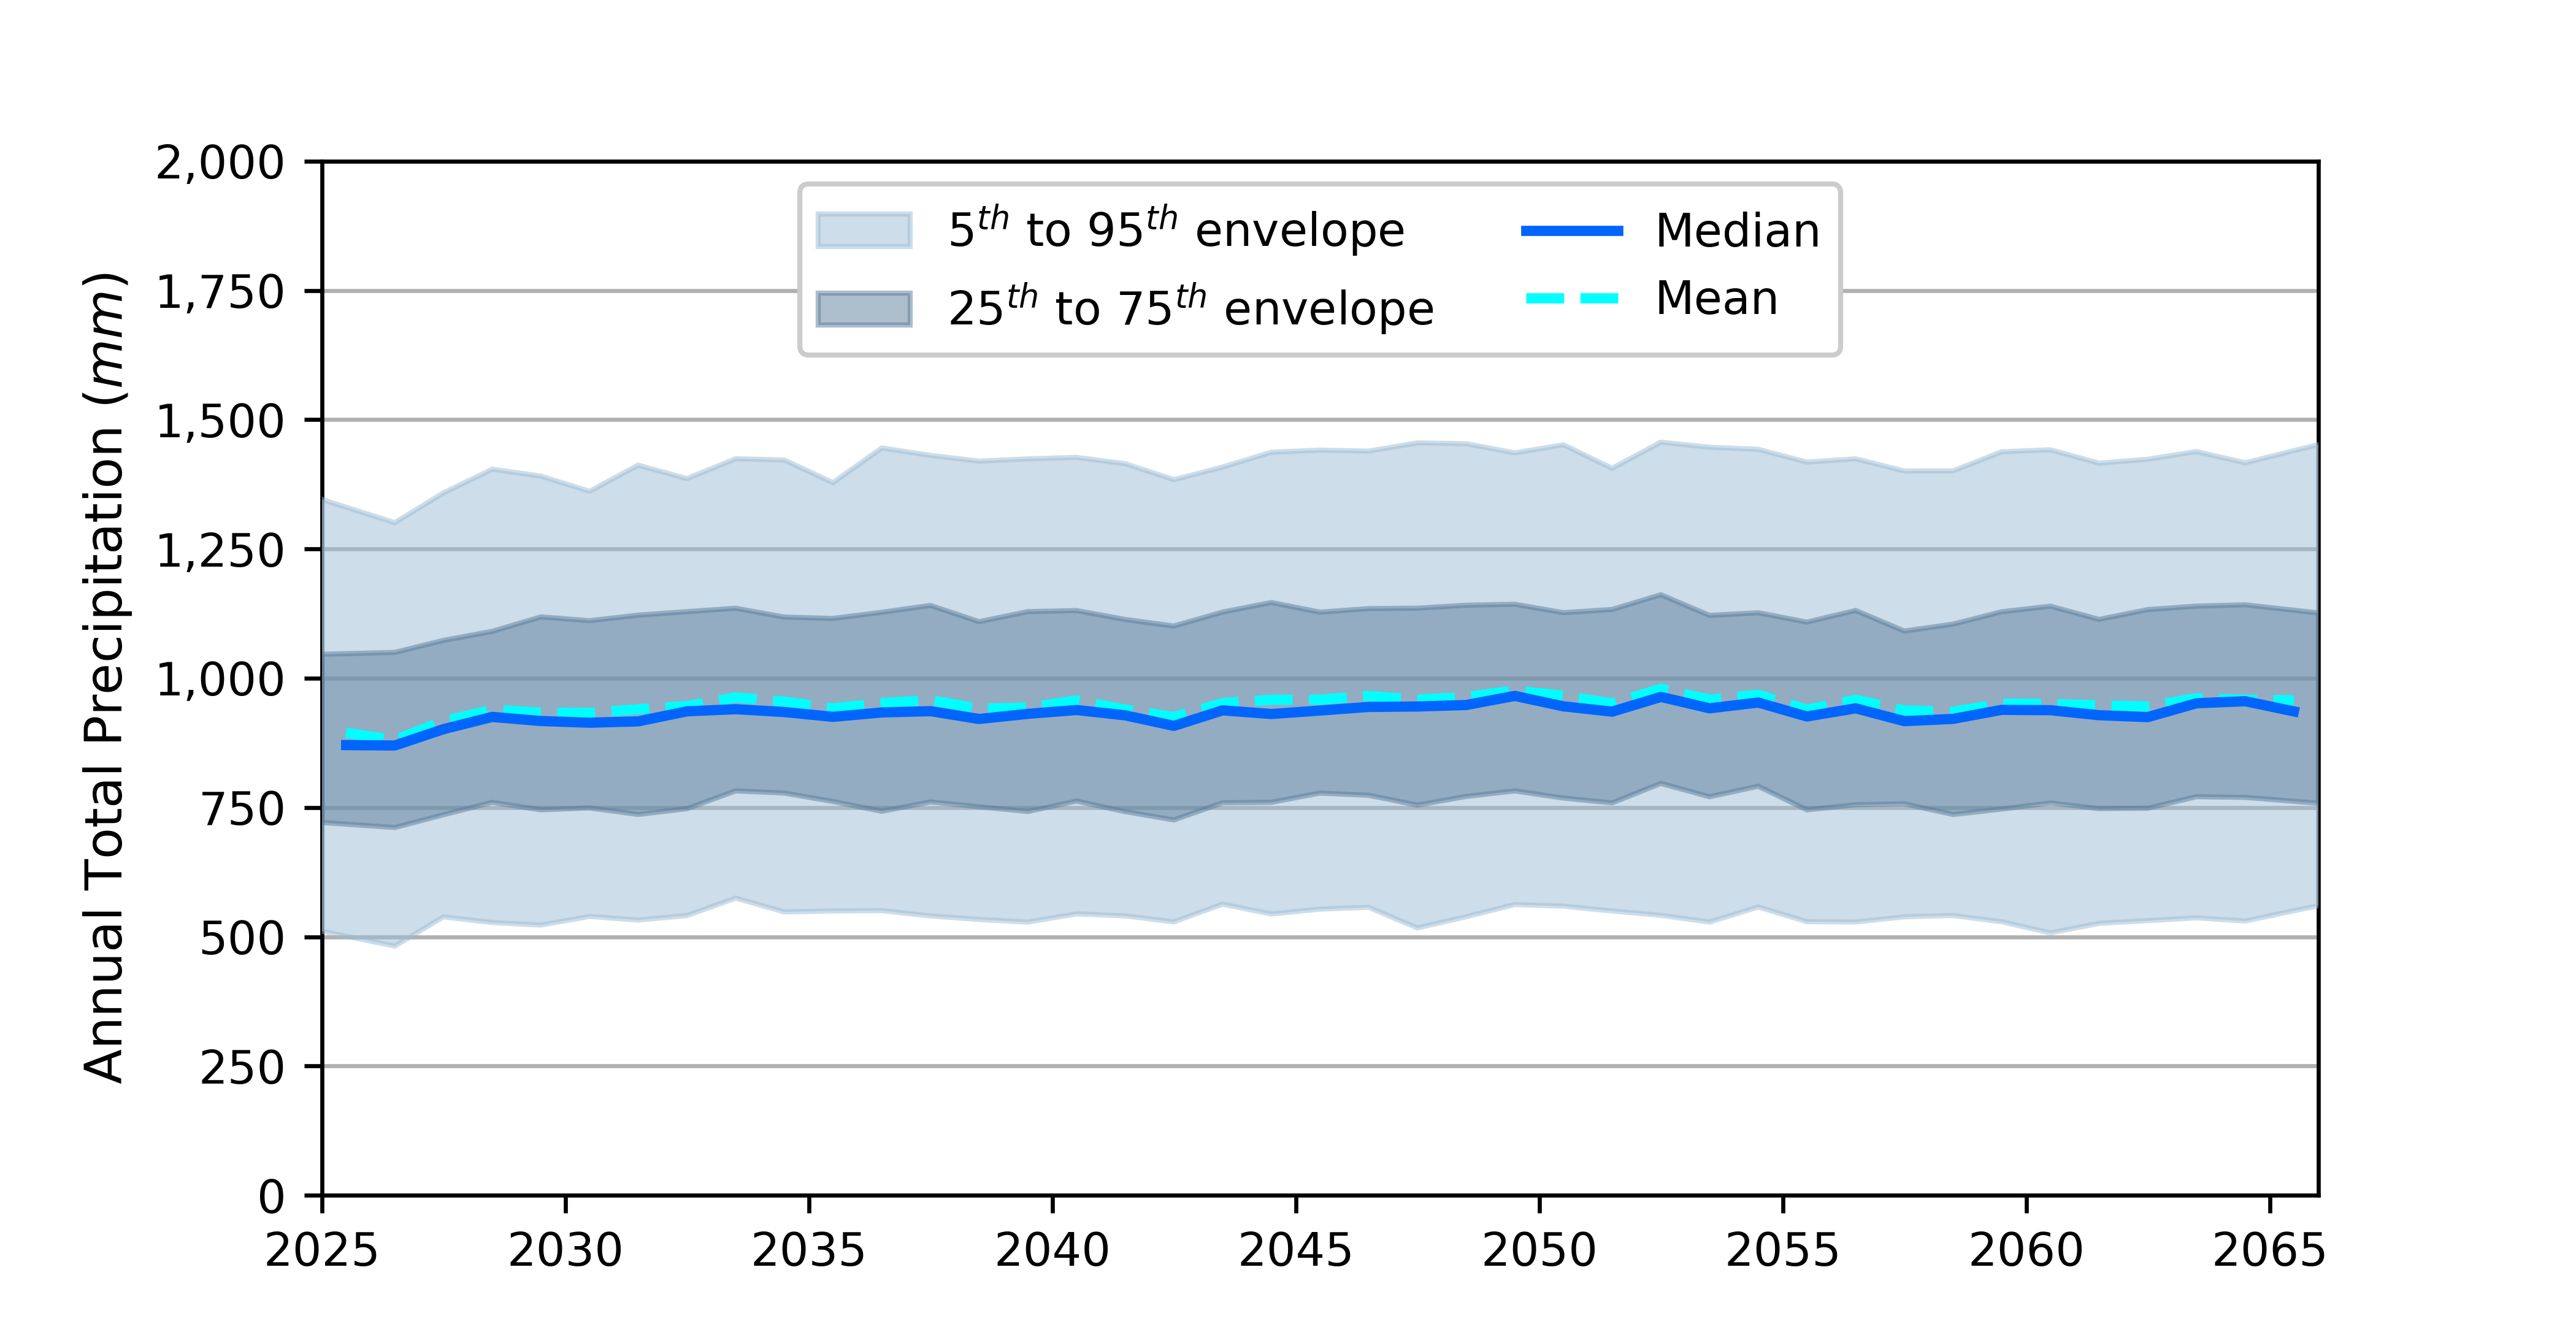 2,000
1,750
1,500
1,250
1,000
750
500
250
0
Annual Total Precipitation (mm)
5th to 95th envelope
25th to 75th envelope
Median
Mean
2025 2030 2035 2040 2045 2050 2055 2060 2065